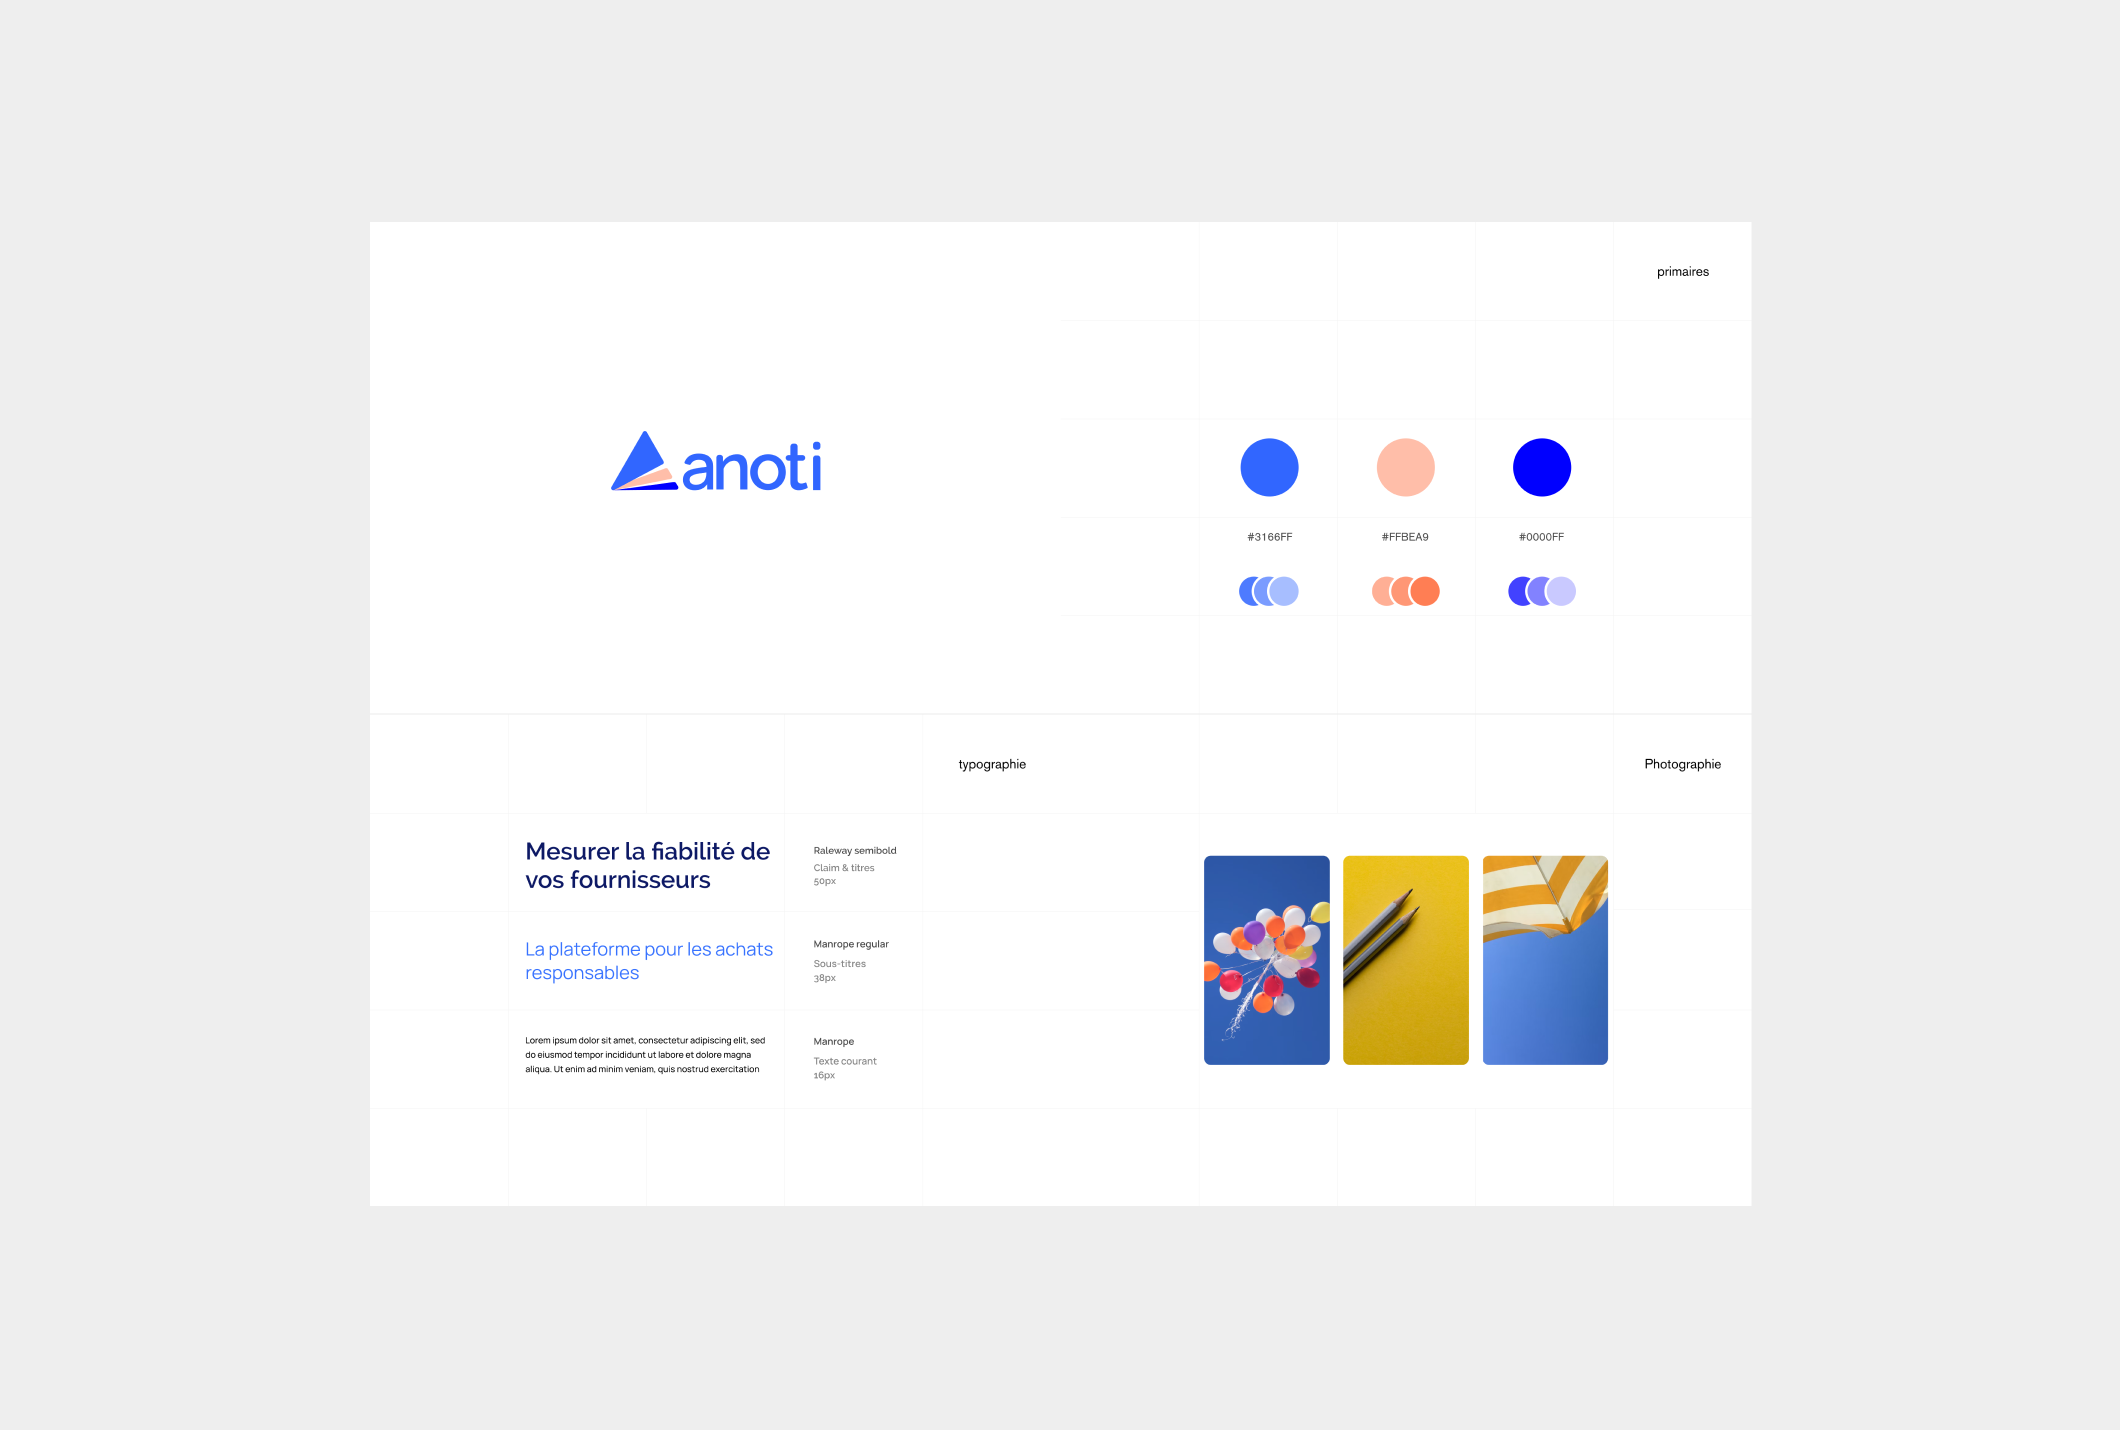 primaires
anoti
#3166FF
#FFBEA9
#0000FF
typographie
Photographie
Mesurer la fiabilité de
vos fournisseurs
Raleway semibold
Claim & titres
50px
La plateforme pour les achats
responsables
Manrope regular
Sous-titres
38px
Lorem ipsum dolor sit amet, consectetur adipiscing elit, sed
do eiusmod tempor incididunt ut labore et dolore magna
aliqua. Ut enim ad minim veniam, quis nostrud exercitation
Manrope
Texte courant
16px